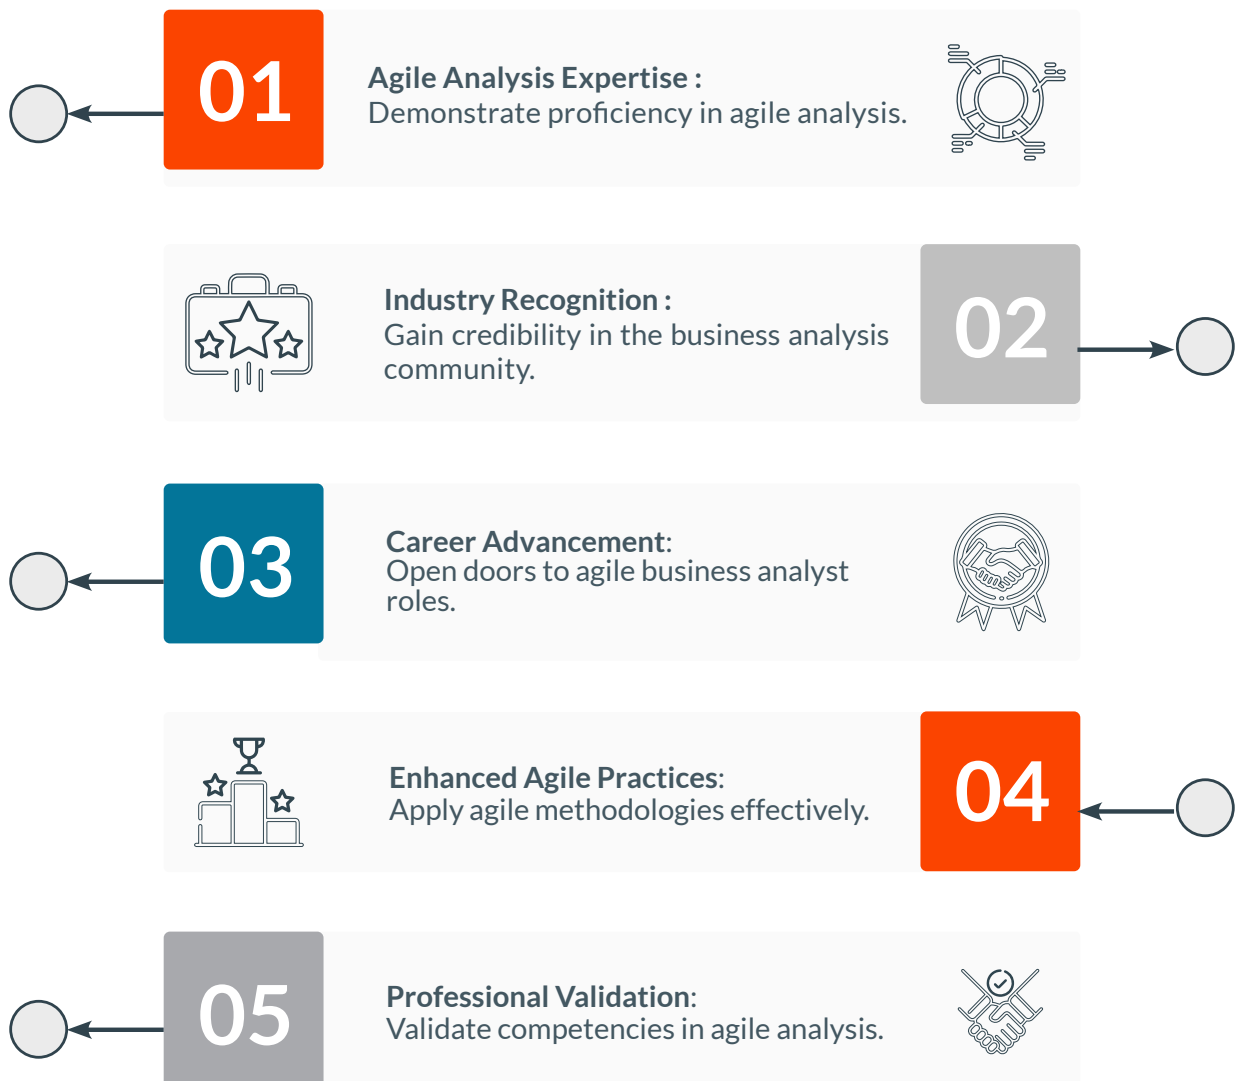 01
Agile Analysis Expertise :
Demonstrate proficiency in agile analysis.
Industry Recognition :
Gain credibility in the business analysis
community.
02
03
Career Advancement:
Open doors to agile business analyst
roles.
Enhanced Agile Practices:
Apply agile methodologies effectively.
04
05
Professional Validation:
Validate competencies in agile analysis.